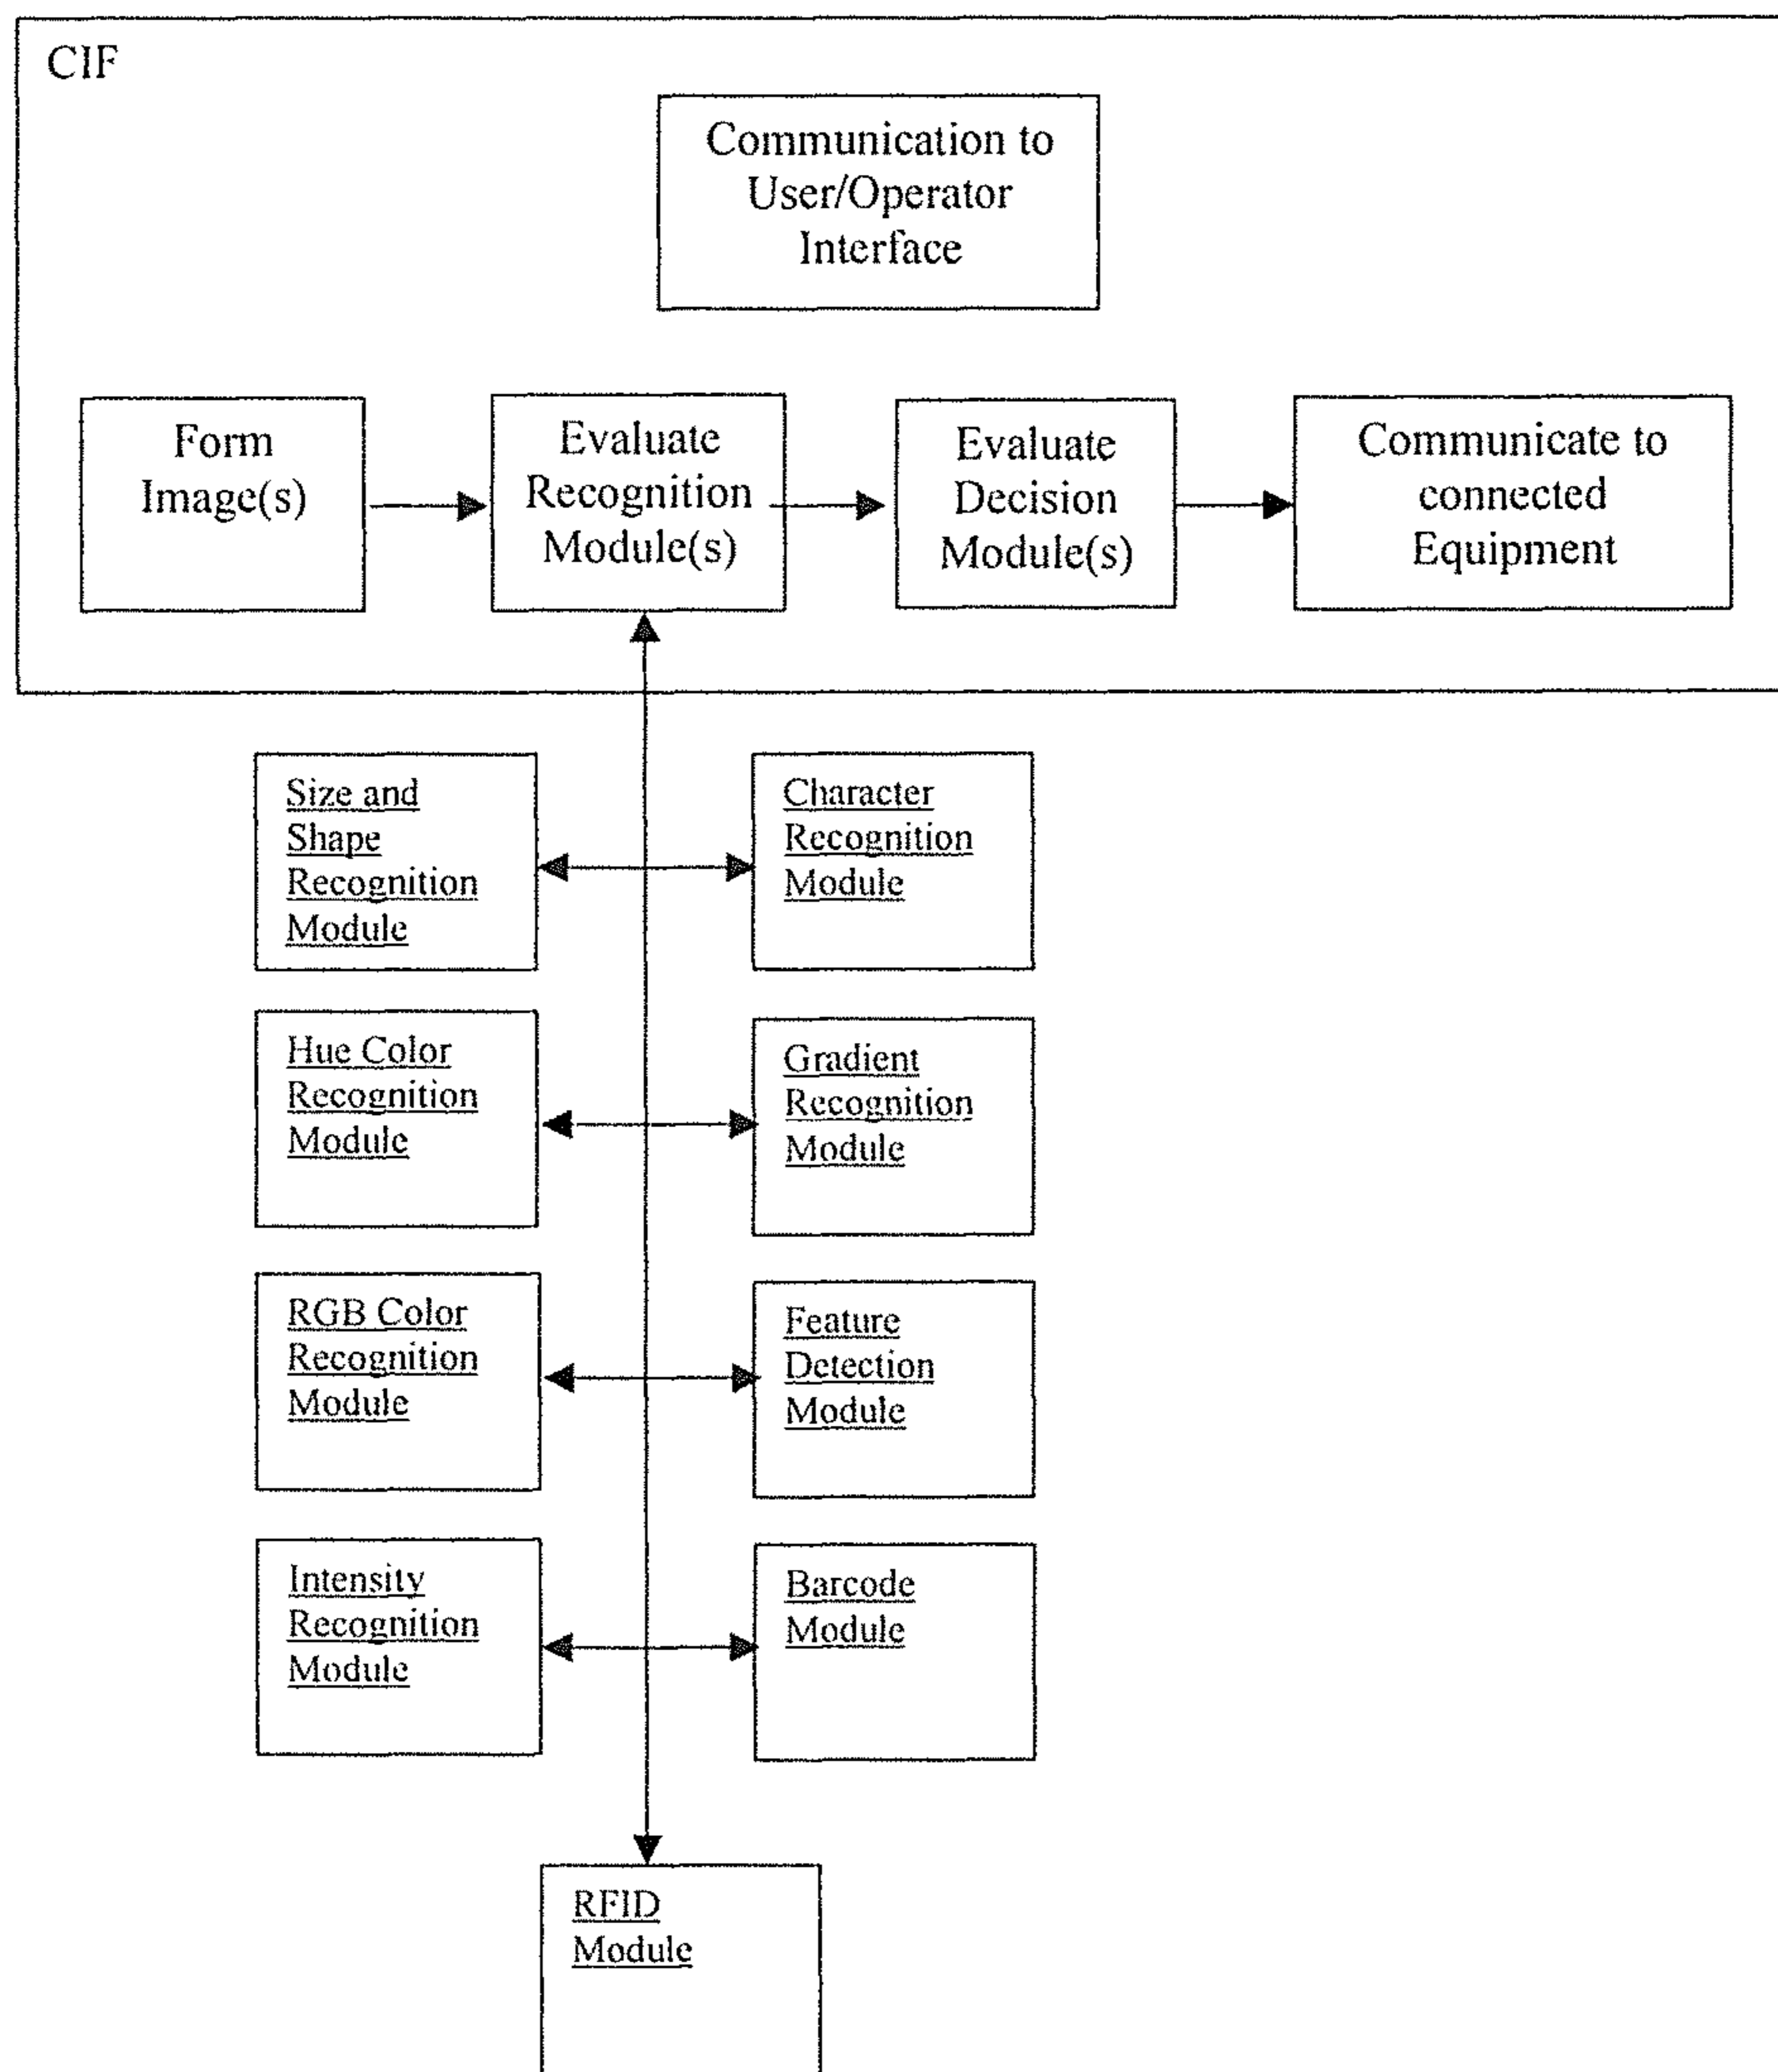 CIF
Communication to
User/Operator
Interface
Form
Image(s)
Evaluate
Recognition
Module(s)
Evaluate
Decision
Module(s)
Communicate to
connected
Equipment
Size and
Shape
Recognition
Module
Character
Recognition
Module
Hue Color
Recognition
Module
Gradient
Recognition
Module
RGB Color
Recognition
Module
Feature
Detection
Module
Intensity
Recognition
Module
Barcode
Module
RFID
Module